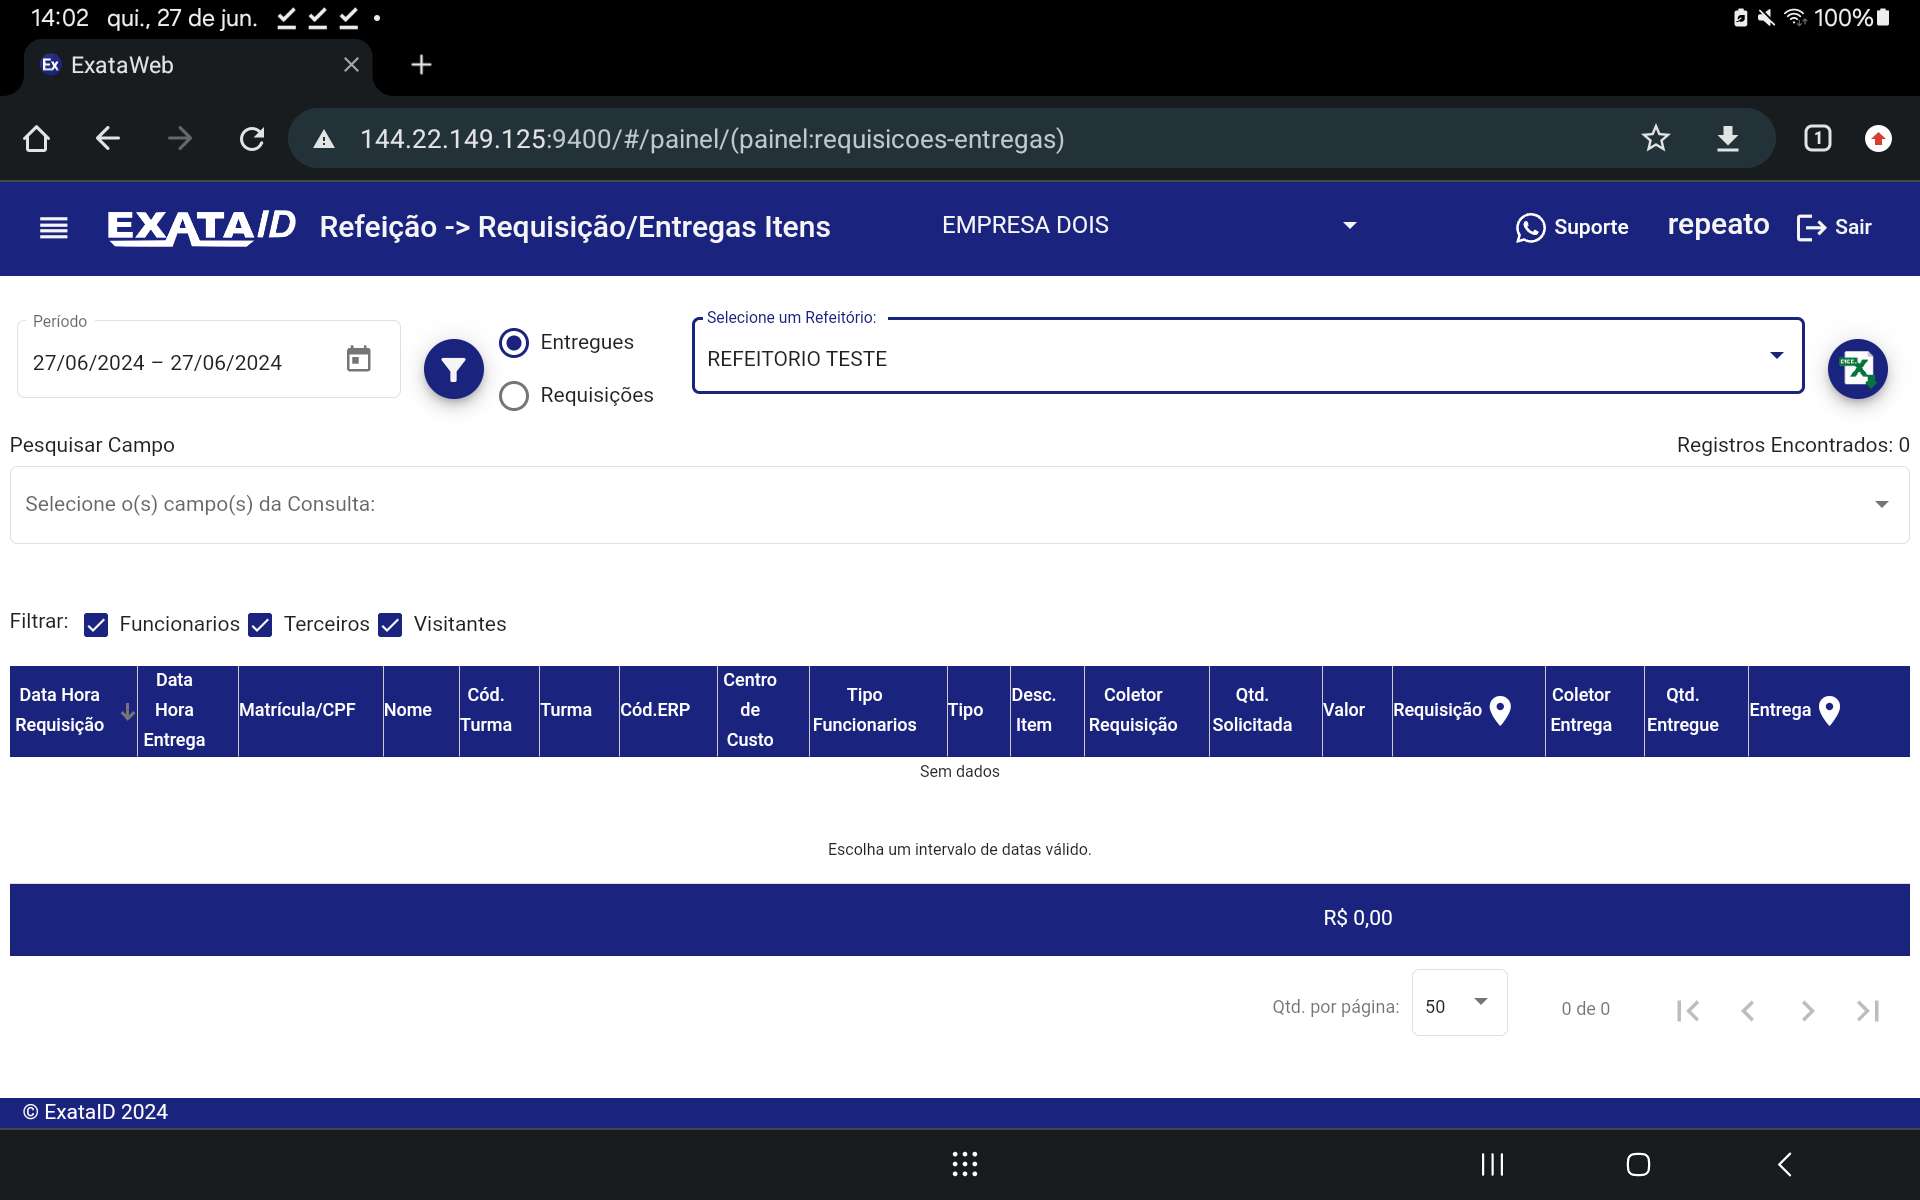 14:02 qui., 27 de jun. 100%
Ex ExataWeb
144.22.149.125:9400/#/painel/(painel:requisicoes-entregas) 1
EXATAID Refeição -> Requisição/Entregas Itens EMPRESA DOIS Suporte repeato Sair
Período
27/06/2024 – 27/06/2024
Entregues
Requisições
Selecione um Refeitório:
REFEITORIO TESTE
Pesquisar Campo Registros Encontrados: 0
Selecione o(s) campo(s) da Consulta:
Filtrar: Funcionarios Terceiros Visitantes
Data Hora Requisição
Data Hora Entrega
Matrícula/CPF
Nome
Cód. Turma
Turma
Cód.ERP
Centro de Custo
Tipo Funcionarios
Tipo
Desc. Item
Coletor Requisição
Qtd. Solicitada
Valor
Requisição
Coletor Entrega
Qtd. Entregue
Entrega
Sem dados
Escolha um intervalo de datas válido.
R$ 0,00
Qtd. por página: 50 0 de 0
© ExataID 2024